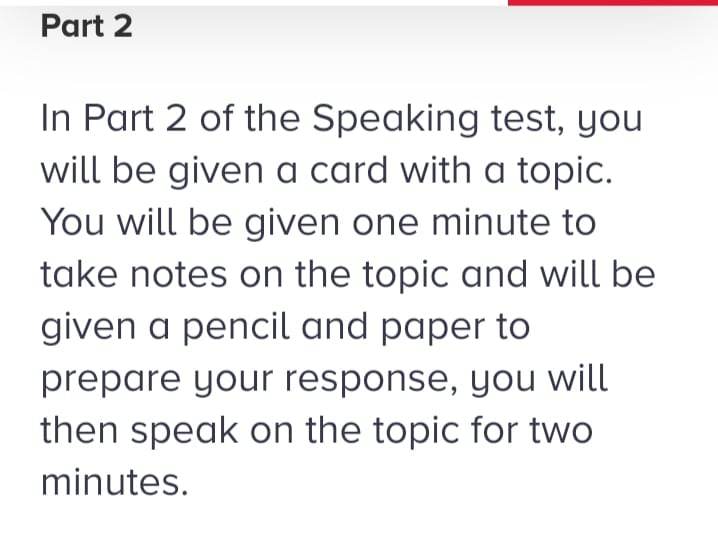 Part 2
In Part 2 of the Speaking test, you
will be given a card with a topic.
You will be given one minute to
take notes on the topic and will be
given a pencil and paper to
prepare your response, you will
then speak on the topic for two
minutes.